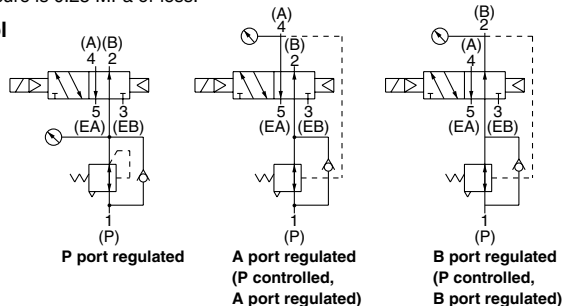 ure is 0.25 MPa or less.
ol
(A)(B)
4 2
5 3
(EA) (EB)
1
(P)
P port regulated
(A)
4
(B)
2
5 3
(EA) (EB)
1
(P)
A port regulated
(P controlled,
A port regulated)
(B)
2
(A)
4
5 3
(EA) (EB)
1
(P)
B port regulated
(P controlled,
B port regulated)